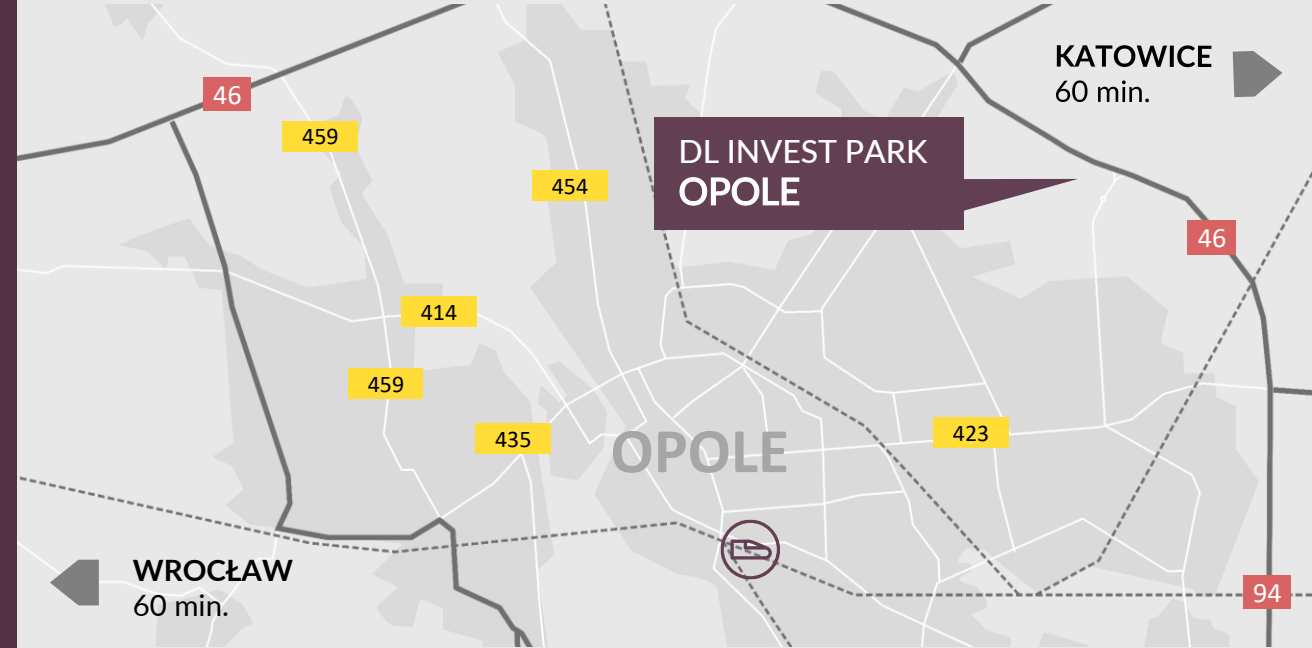 KATOWICE
60 min.
46
459
DL INVEST PARK
OPOLE
454
46
414
459
435
423
OPOLE
WROCŁAW
60 min.
94